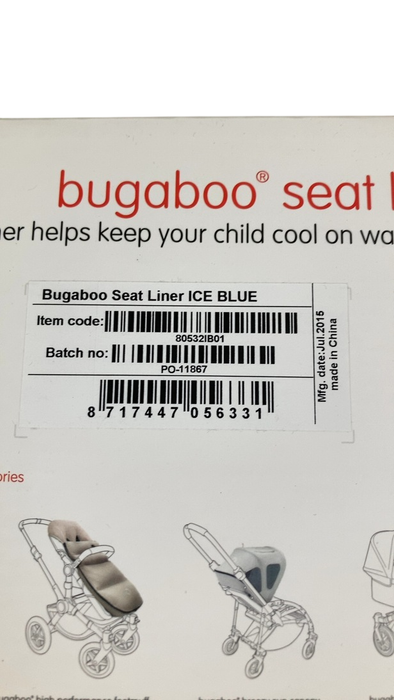 bugaboo® seat
er helps keep your child cool on wa
Bugaboo Seat Liner ICE BLUE
Item code:
80532IB01
Batch no:
PO-11867
8 717447 056331
Mfg. date:Jul.2015
made in China
ories